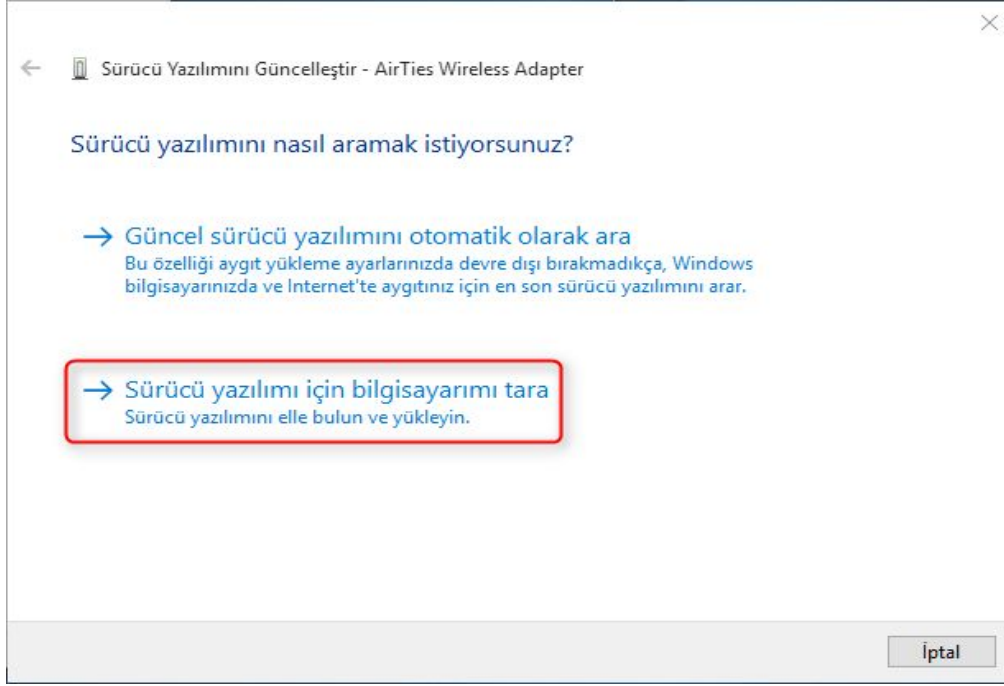 Sürücü Yazılımını Güncelleştir - AirTies Wireless Adapter
Sürücü yazılımını nasıl aramak istiyorsunuz?
Güncel sürücü yazılımını otomatik olarak ara
Bu özelliği aygıt yükleme ayarlarınızda devre dışı bırakmadıkça, Windows
bilgisayarınızda ve Internet'te aygıtınız için en son sürücü yazılımını arar.
Sürücü yazılımı için bilgisayarımı tara
Sürücü yazılımını elle bulun ve yükleyin.
İptal